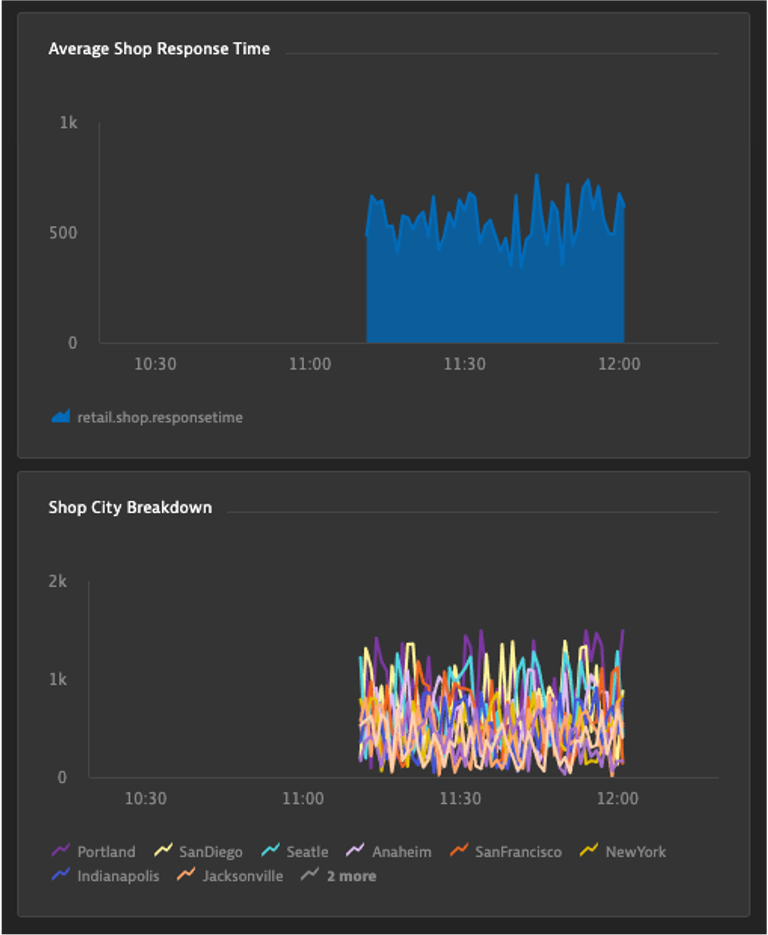 Average Shop Response Time
1k
500
0
10:30 11:00 11:30 12:00
retail.shop.responsetime
Shop City Breakdown
2k
1k
0
10:30 11:00 11:30 12:00
Portland SanDiego Seatle Anaheim SanFrancisco NewYork
Indianapolis Jacksonville 2 more